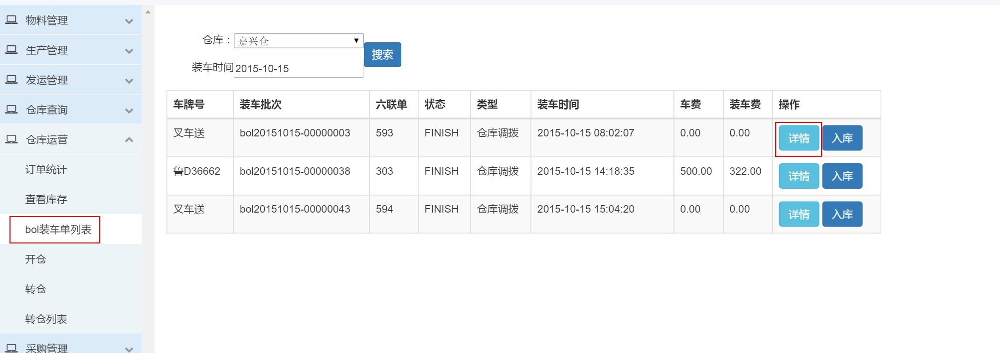 物料管理
生产管理
发运管理
仓库查询
仓库运营
订单统计
查看库存
bol装车单列表
开仓
转仓
转仓列表
采购管理
仓库：嘉兴仓
搜索
装车时间2015-10-15
车牌号 装车批次 六联单 状态 类型 装车时间 车费 装车费 操作
叉车送 bol20151015-00000003 593 FINISH 仓库调拨 2015-10-15 08:02:07 0.00 0.00 详情 入库
鲁D36662 bol20151015-00000038 303 FINISH 仓库调拨 2015-10-15 14:18:35 500.00 322.00 详情 入库
叉车送 bol20151015-00000043 594 FINISH 仓库调拨 2015-10-15 15:04:20 0.00 0.00 详情 入库